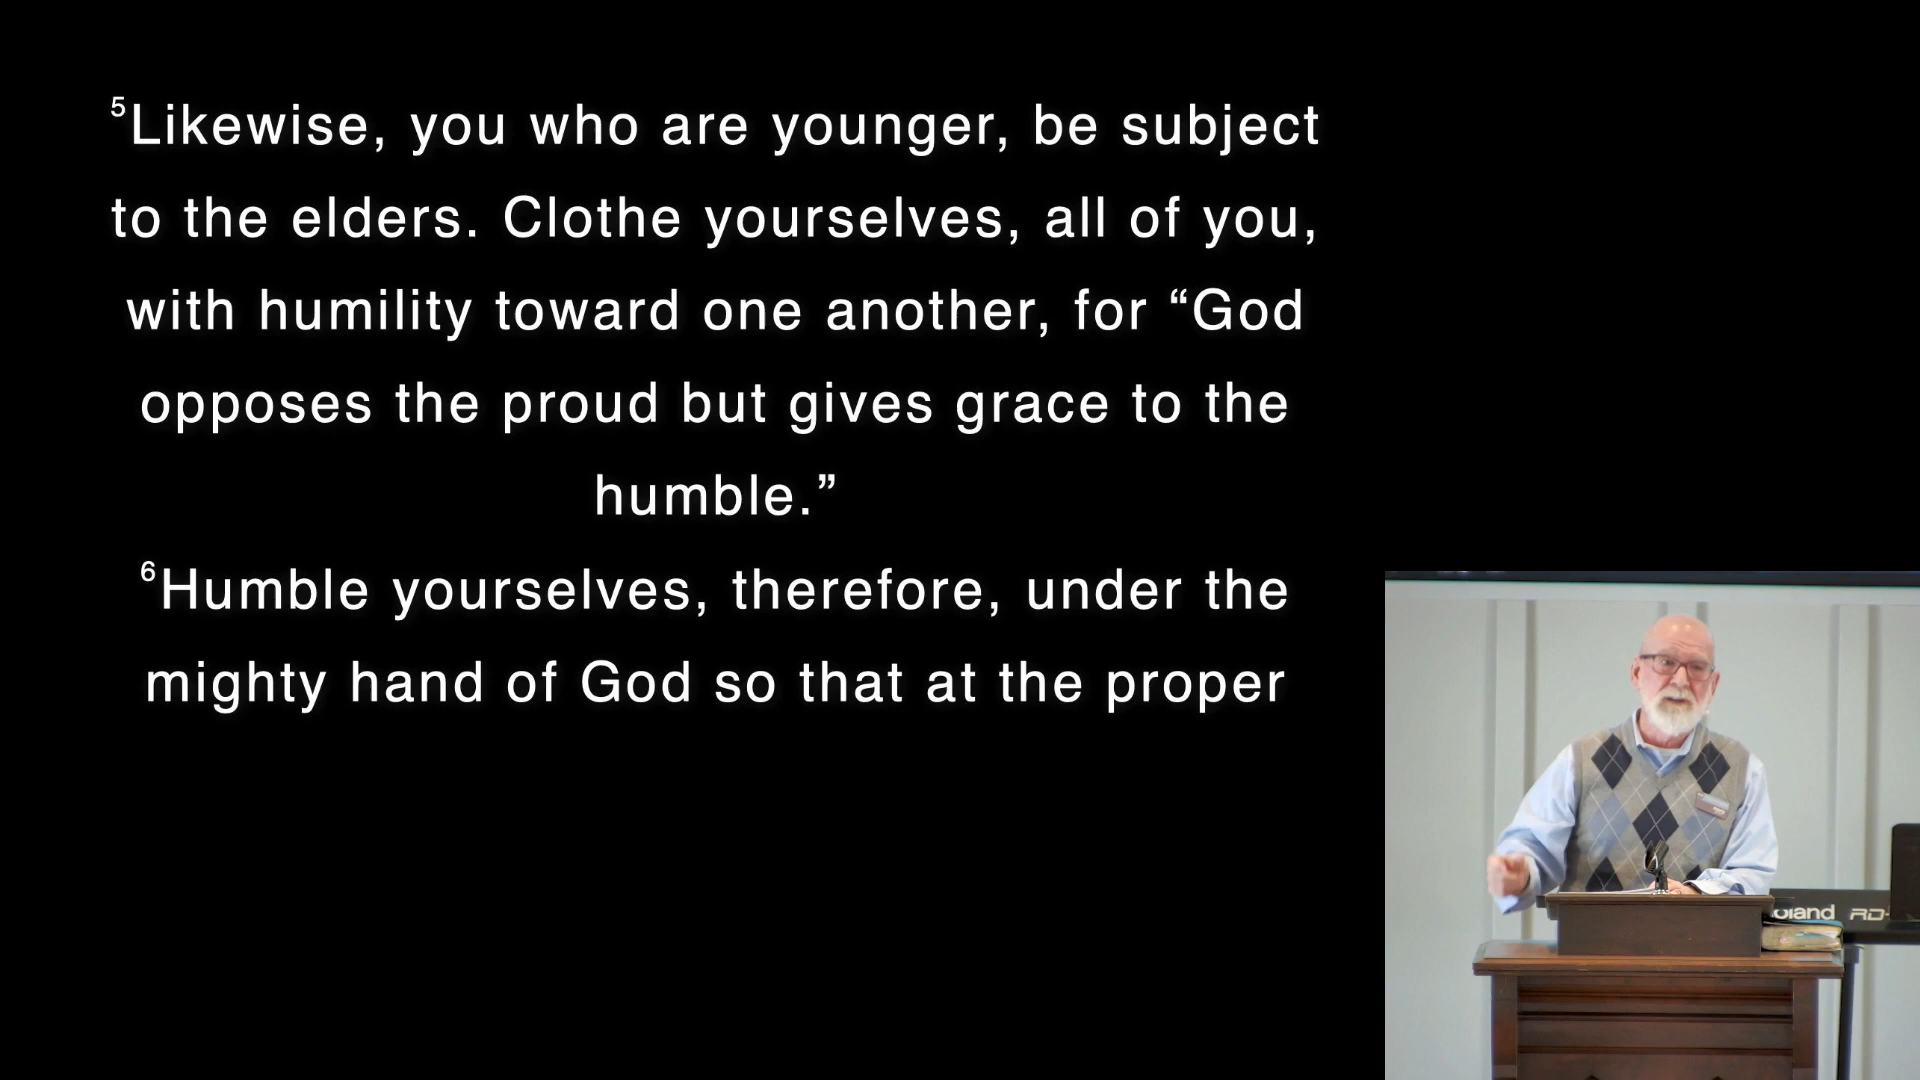 ⁵Likewise, you who are younger, be subject
to the elders. Clothe yourselves, all of you,
with humility toward one another, for “God
opposes the proud but gives grace to the
humble.”
⁶Humble yourselves, therefore, under the
mighty hand of God so that at the proper
oland RD-